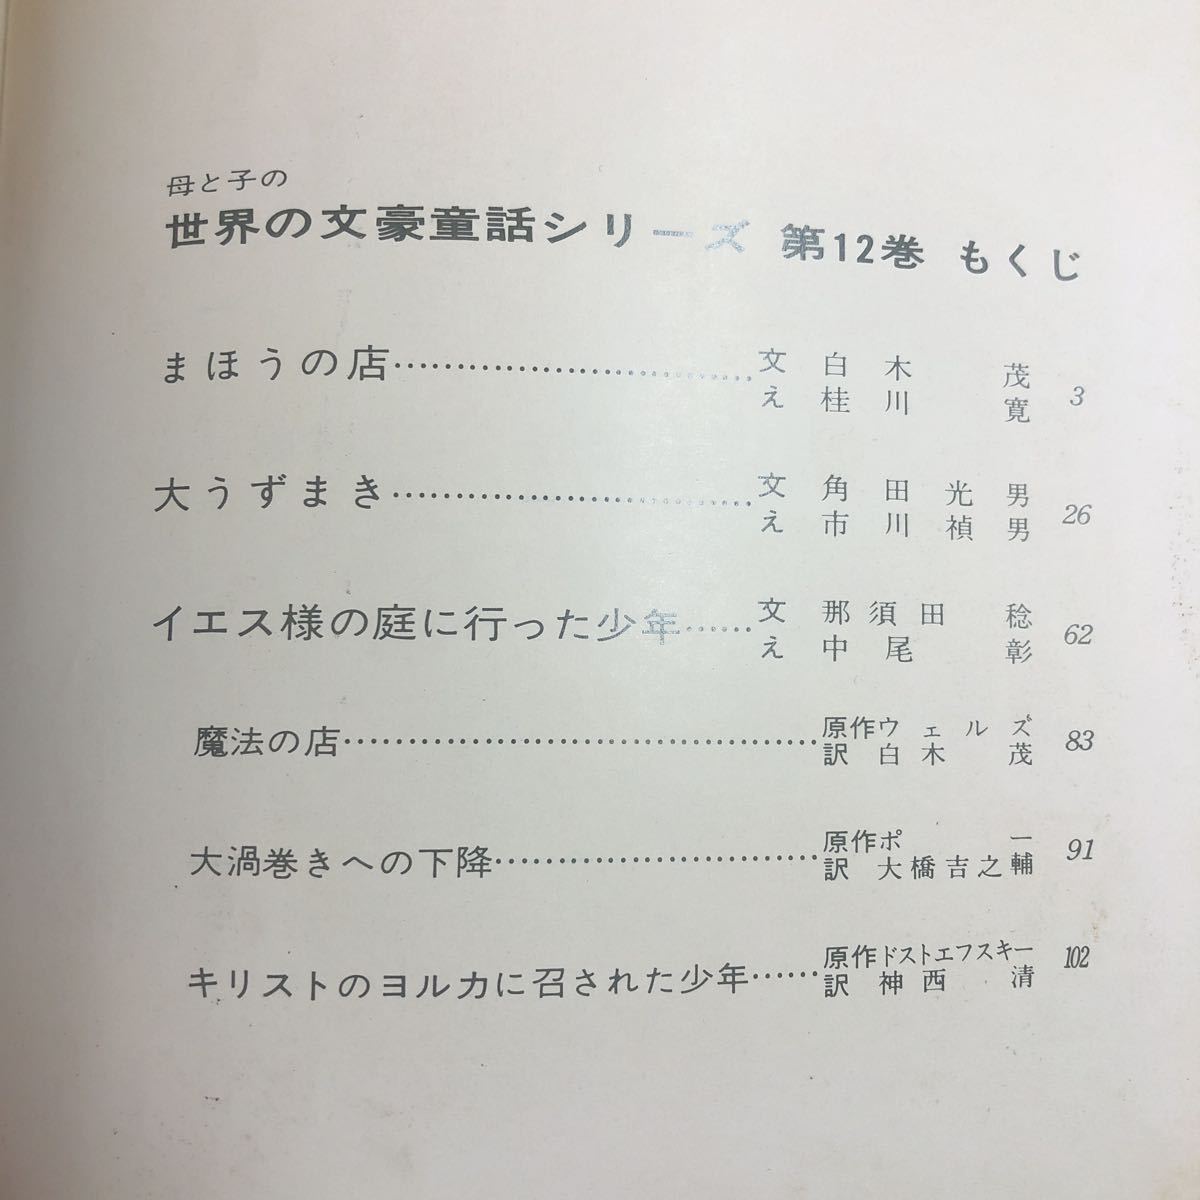 母と子の
世界の文豪童話シリーズ 第12巻 もくじ
まほうの店……………………………文 白木 茂 3
え 桂川 寛
大うずまき……………………………文 角田光男 26
え 市川禎男
イエス様の庭に行った少年……文 那須田 稔 62
え 中尾 彰
魔法の店……………………………………原作ウェルズ 83
訳 白木 茂
大渦巻きへの下降…………………………原作ポー 91
訳 大橋吉之輔
キリストのヨルカに召された少年……原作ドストエフスキー 102
訳 神西 清